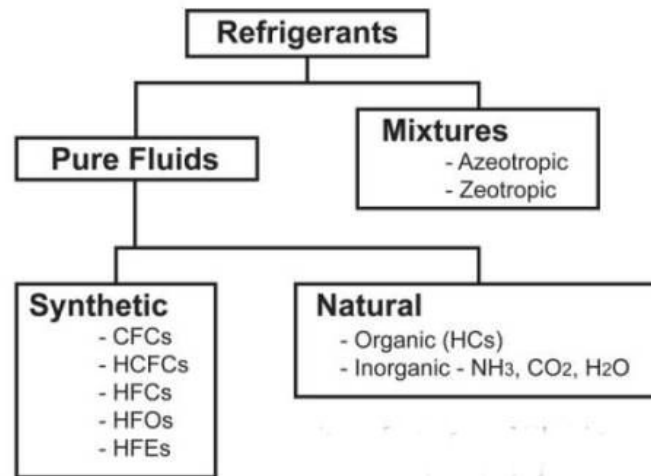 Refrigerants
Pure Fluids
Mixtures
- Azeotropic
- Zeotropic
Synthetic
- CFCs
- HCFCs
- HFCs
- HFOs
- HFEs
Natural
- Organic (HCs)
- Inorganic - NH3, CO2, H2O